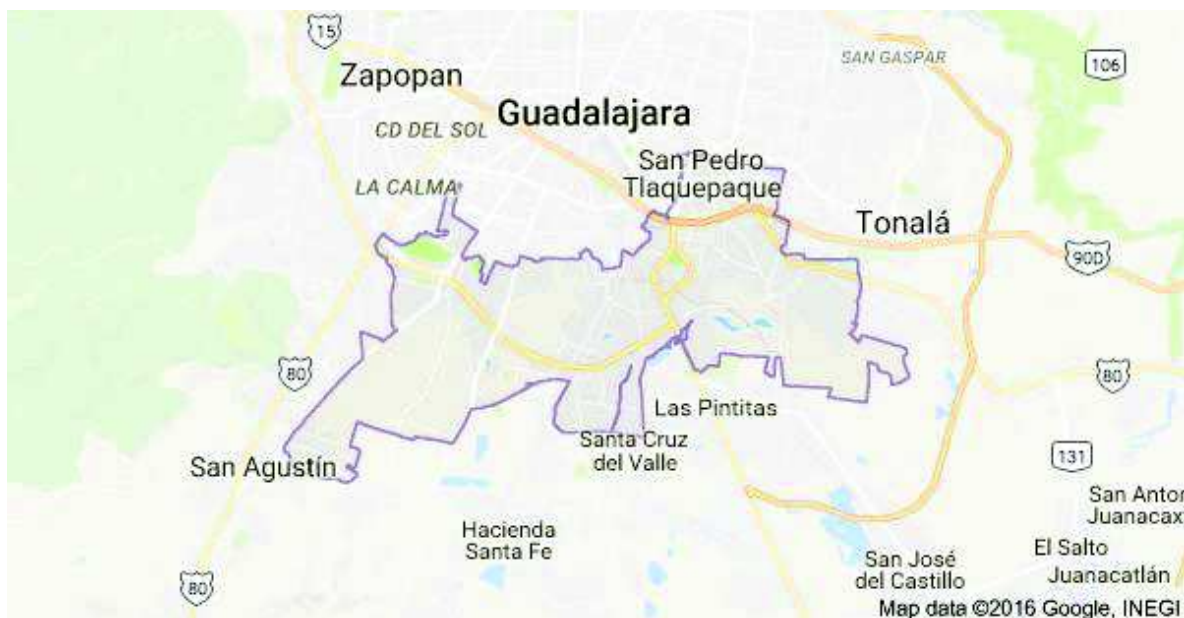 15
Zapopan
CD DEL SOL
Guadalajara
SAN GASPAR
106
LA CALMA
San Pedro
Tlaquepaque
Tonalá
90D
80
80
Las Pintitas
Santa Cruz
del Valle
San Agustín
131
San Anton
Juanacax
Hacienda
Santa Fe
San José
del Castillo
El Salto
Juanacatlán
80
Map data ©2016 Google, INEGI